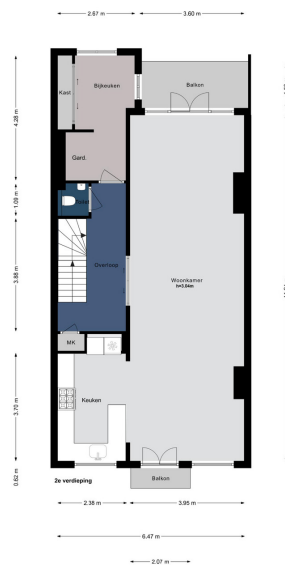 2.67 m
3.60 m
Kast
Bijkeuken
Balkon
4.28 m
Gard.
1.09 m
Toilet
Overloop
3.88 m
Woonkamer
h=3.04m
MK
3.70 m
Keuken
0.62 m
2e verdieping
Balkon
2.38 m
3.95 m
6.47 m
2.07 m